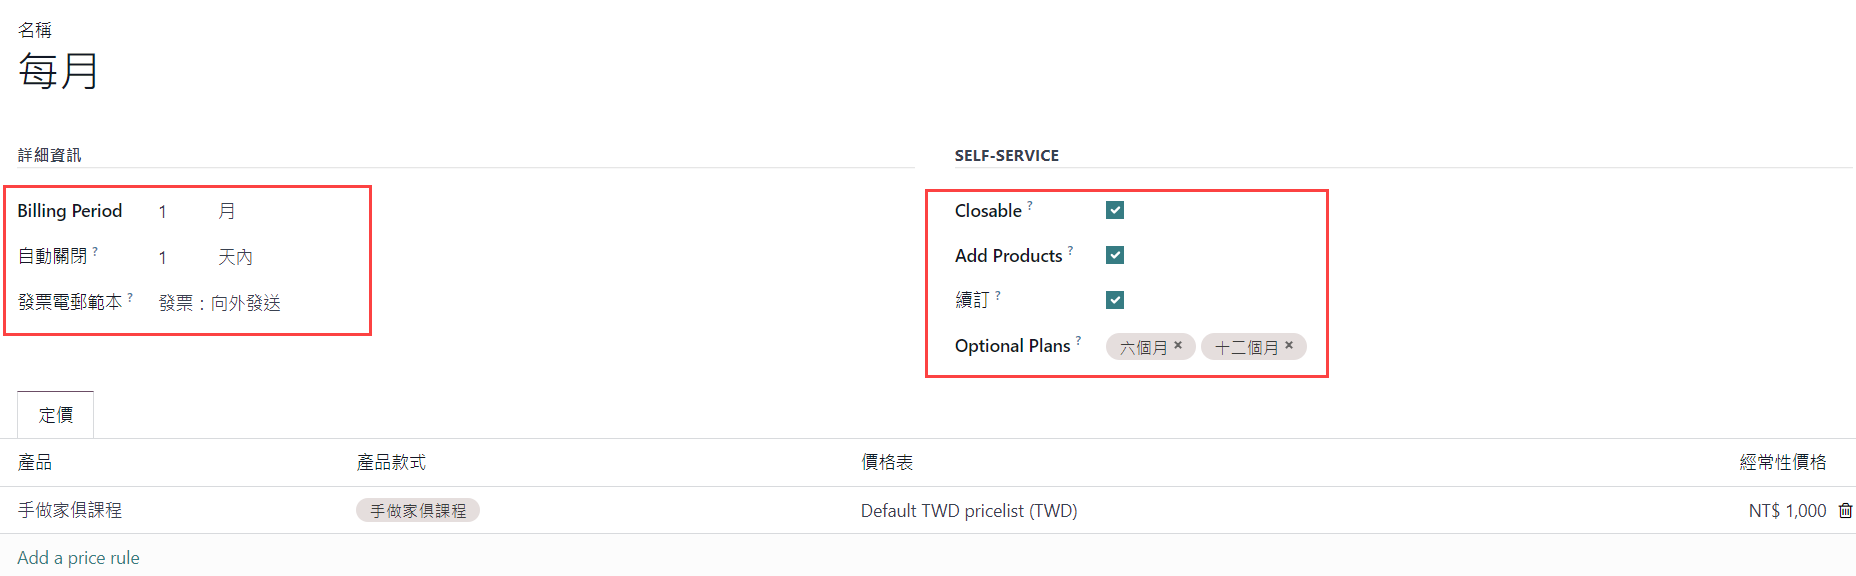 名稱
每月
詳細資訊
Billing Period 1 月
自動關閉 ? 1 天內
發票電郵範本 ? 發票：向外發送
SELF-SERVICE
Closable ?
Add Products ?
續訂 ?
Optional Plans ? 六個月 × 十二個月 ×
定價
產品 產品款式 價格表 經常性價格
手做家俱課程 手做家俱課程 Default TWD pricelist (TWD) NT$ 1,000
Add a price rule